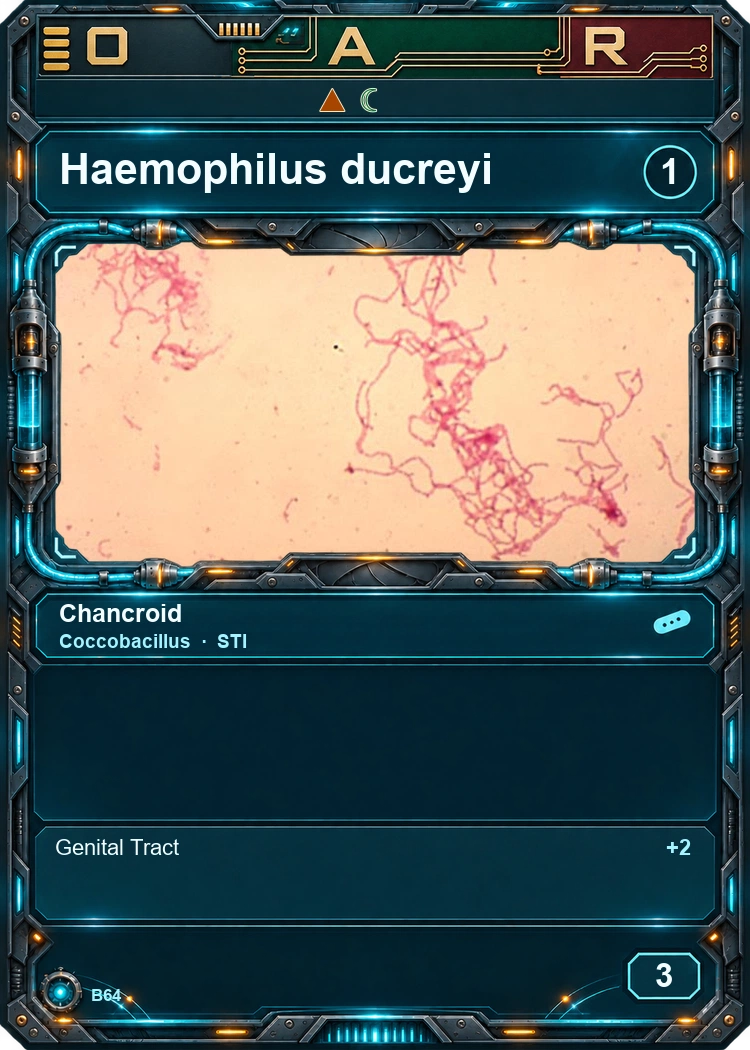 O A R
Haemophilus ducreyi 1
Chancroid
Coccobacillus · STI
Genital Tract +2
B64
3